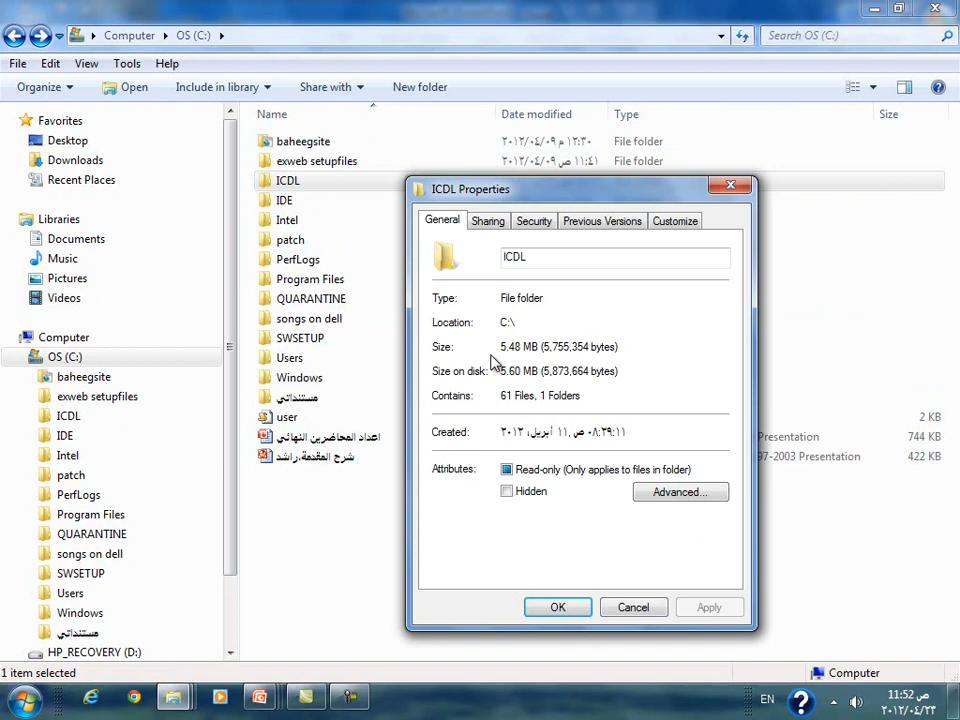 Computer
OS (C:)
Search OS (C:)
File Edit View Tools Help
Organize Open Include in library Share with New folder
Favorites
Desktop
Downloads
Recent Places
Libraries
Documents
Music
Pictures
Videos
Computer
OS (C:)
baheegsite
exweb setupfiles
ICDL
IDE
Intel
patch
PerfLogs
Program Files
QUARANTINE
songs on dell
SWSETUP
Users
Windows
مستنداتي
HP_RECOVERY (D:)
Name Date modified Type Size
baheegsite ٢٠١٢/٠٤/٠٩ م ١٢:٣٠ File folder
exweb setupfiles ٢٠١٢/٠٤/٠٩ ص ١١:٤١ File folder
ICDL
IDE
Intel
patch
PerfLogs
Program Files
QUARANTINE
songs on dell
SWSETUP
Users
Windows
مستنداتي
user 2 KB
اعداد المحاضرين النهائي Presentation 744 KB
شرح المقدمة.راشد 97-2003 Presentation 422 KB
ICDL Properties
General Sharing Security Previous Versions Customize
ICDL
Type: File folder
Location: C:\
Size: 5.48 MB (5,755,354 bytes)
Size on disk: 5.60 MB (5,873,664 bytes)
Contains: 61 Files, 1 Folders
Created: ١١ أبريل، ٢٠١٢, ص ٠٨:٢٩:١١
Attributes: Read-only (Only applies to files in folder)
Hidden Advanced...
OK Cancel Apply
1 item selected Computer
EN
ص 11:52
٢٠١٢/٠٤/٢٣